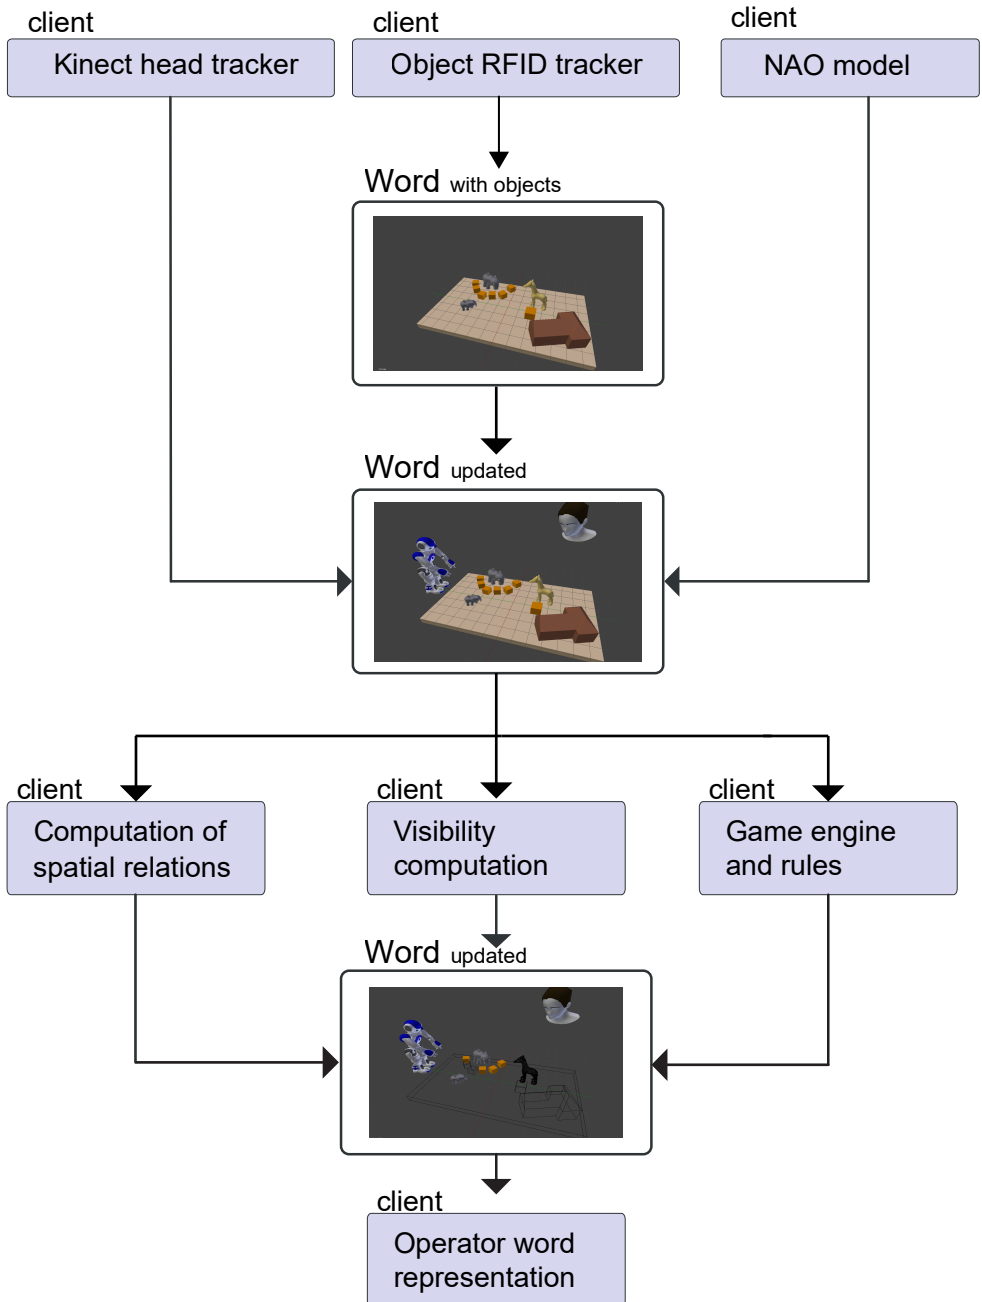 client
client
client
Kinect head tracker
Object RFID tracker
NAO model
Word with objects
Word updated
client
client
client
Computation of
spatial relations
Visibility
computation
Game engine
and rules
Word updated
client
Operator word
representation